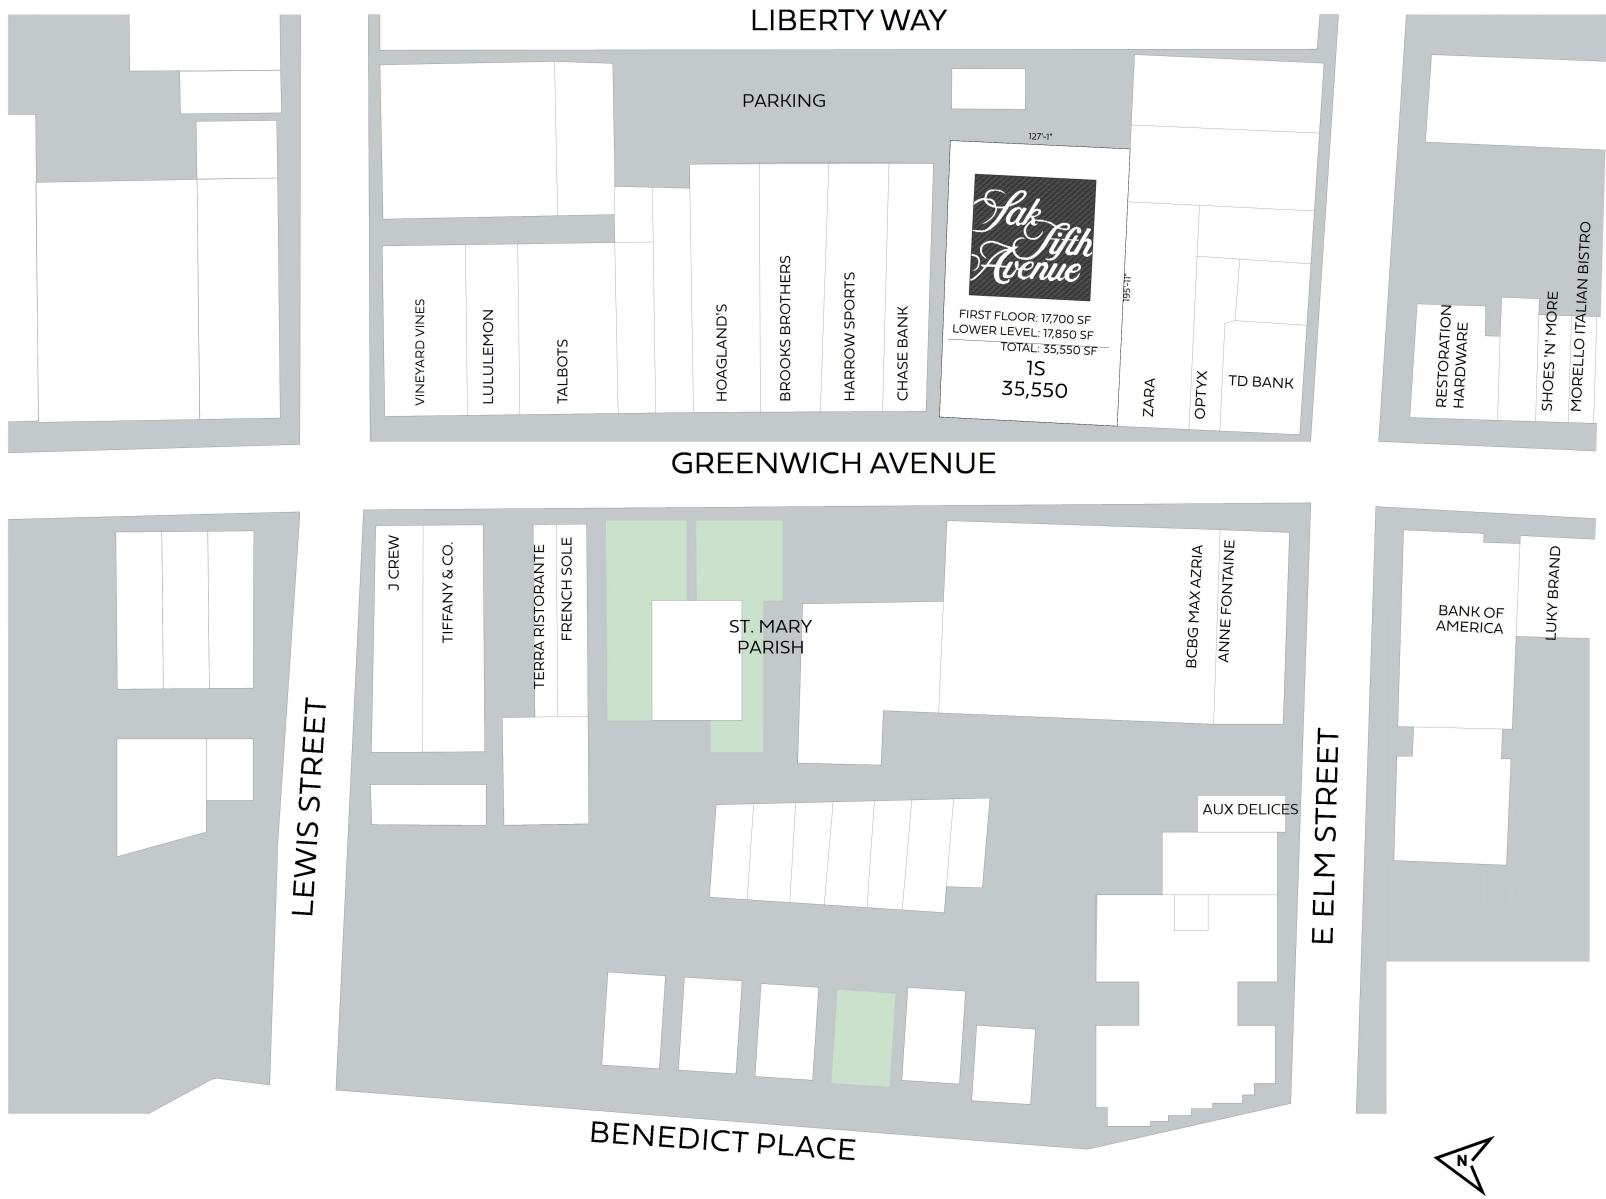 LIBERTY WAY
PARKING
127'-1"
Sak
fifth
Avenue
195'-11"
FIRST FLOOR: 17,700 SF
LOWER LEVEL: 17,850 SF
TOTAL: 35,550 SF
1S
35,550
VINEYARD VINES
LULULEMON
TALBOTS
HOAGLAND'S
BROOKS BROTHERS
HARROW SPORTS
CHASE BANK
ZARA
OPTYX
TD BANK
RESTORATION
HARDWARE
SHOES 'N' MORE
MORELLO ITALIAN BISTRO
GREENWICH AVENUE
J CREW
TIFFANY & CO.
TERRA RISTORANTE
FRENCH SOLE
ST. MARY
PARISH
BCBG MAX AZRIA
ANNE FONTAINE
BANK OF
AMERICA
LUKY BRAND
LEWIS STREET
AUX DELICES
E ELM STREET
BENEDICT PLACE
N